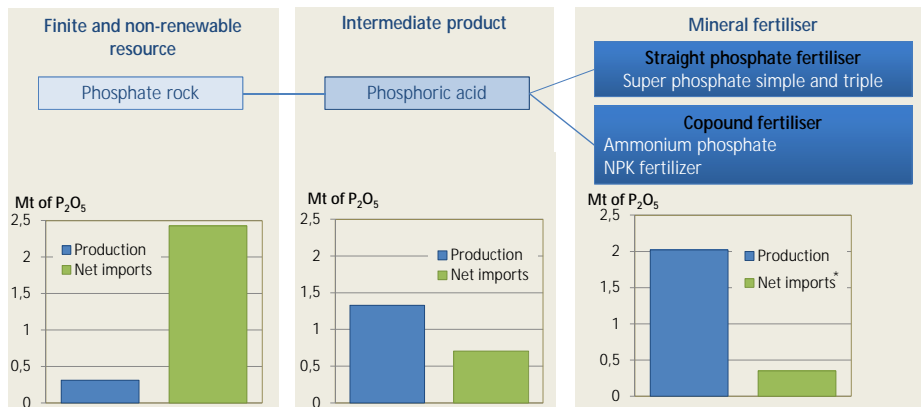 Finite and non-renewable
resource
Phosphate rock
Mt of P₂O₅
2,5
2
1,5
1
0,5
0
Production
Net imports
Intermediate product
Phosphoric acid
Mt of P₂O₅
2,5
2
1,5
1
0,5
0
Production
Net imports
Mineral fertiliser
Straight phosphate fertiliser
Super phosphate simple and triple
Copound fertiliser
Ammonium phosphate
NPK fertilizer
Mt of P₂O₅
2,5
2
1,5
1
0,5
0
Production
Net imports*